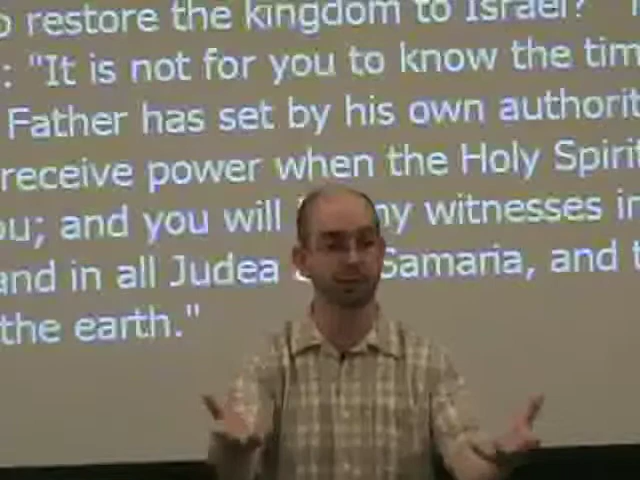 o restore the kingdom to Israel?"
: "It is not for you to know the tim
Father has set by his own authorit
receive power when the Holy Spirit
ou; and you will my witnesses in
and in all Judea Samaria, and t
the earth."